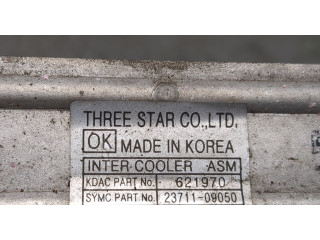 THREE STAR CO.,LTD.
OK MADE IN KOREA
INTER-COOLER ASM
KDAC PART No. 621970
SYMC PART No. 23711-09050